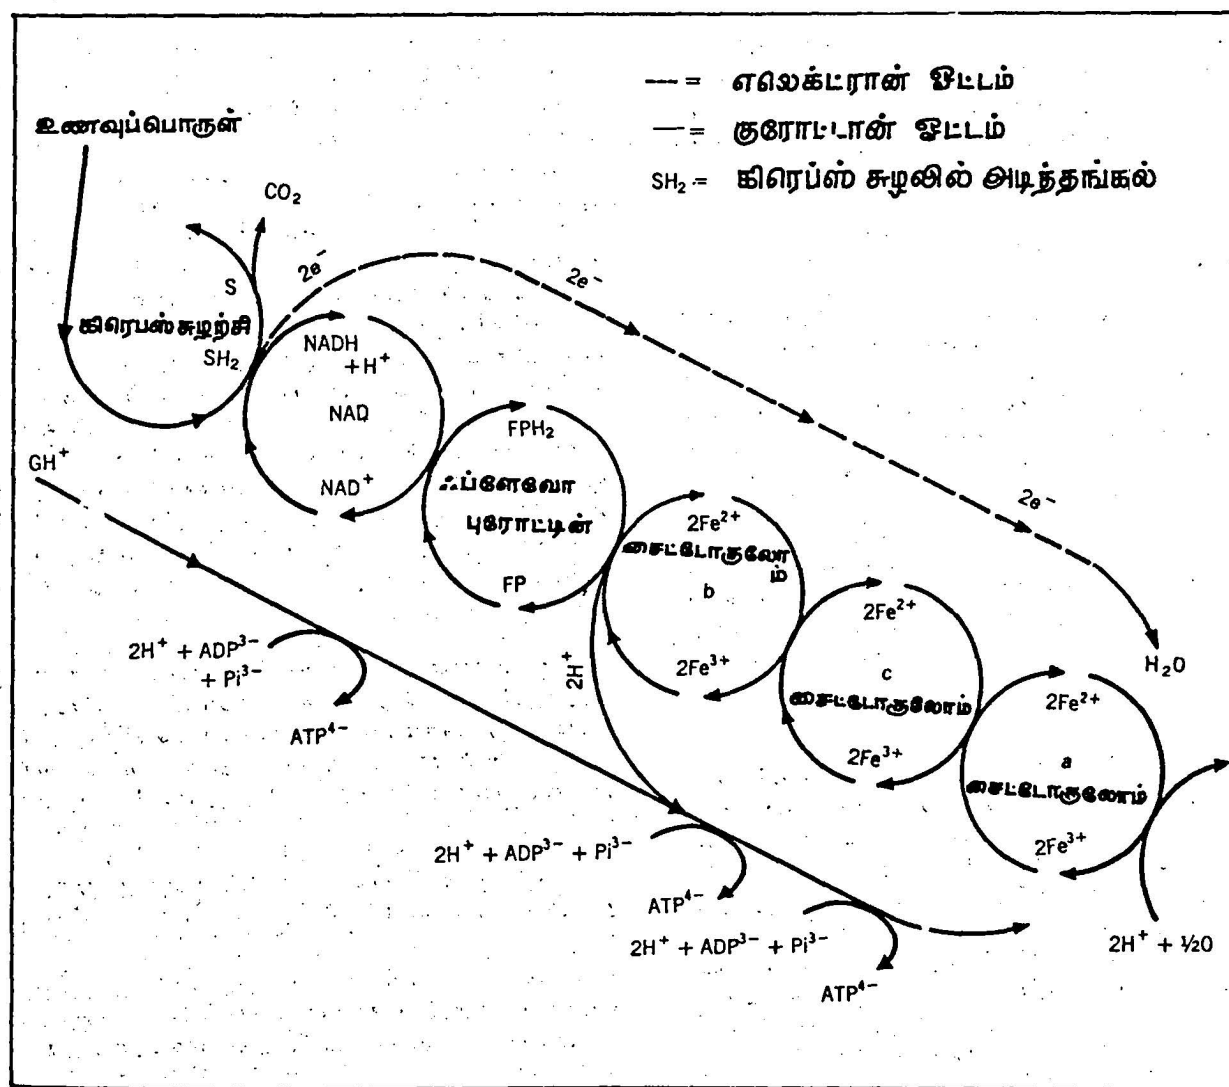 --- = எலெக்ட்ரான் ஓட்டம்
— = குரோட்டான் ஓட்டம்
SH₂ = கிரெப்ஸ் சுழலில் அடித்தங்கல்
உணவுப்பொருள்
CO₂
2e⁻
2e⁻
S
கிரெபஸ் சுழற்சி
SH₂
NADH
+H⁺
NAD
NAD⁺
GH⁺
FPH₂
ஃப்ளேவோ
புரோட்டின்
FP
2e⁻
2Fe²⁺
சைட்டோகுலோ
ம்
b
2Fe³⁺
2H⁺
2Fe²⁺
c
சைட்டோகுலோம்
2Fe³⁺
H₂O
2Fe²⁺
a
சைட்டோகுலோம்
2Fe³⁺
2H⁺ + ADP³⁻
+ Pi³⁻
ATP⁴⁻
2H⁺ + ADP³⁻ + Pi³⁻
ATP⁴⁻
2H⁺ + ADP³⁻ + Pi³⁻
ATP⁴⁻
2H⁺ + ½O